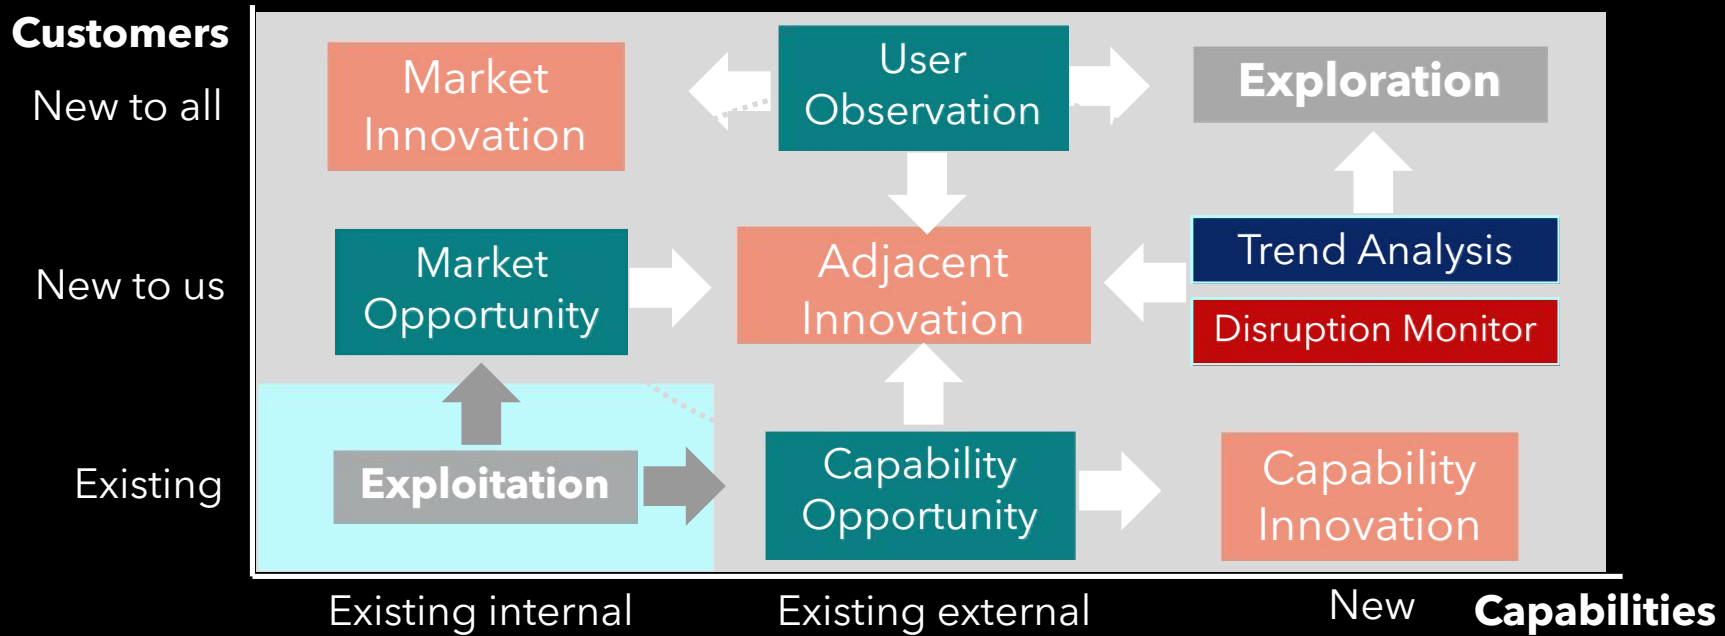 Customers
New to all
New to us
Existing
Market
Innovation
User
Observation
Exploration
Market
Opportunity
Adjacent
Innovation
Trend Analysis
Disruption Monitor
Exploitation
Capability
Opportunity
Capability
Innovation
Existing internal
Existing external
New
Capabilities